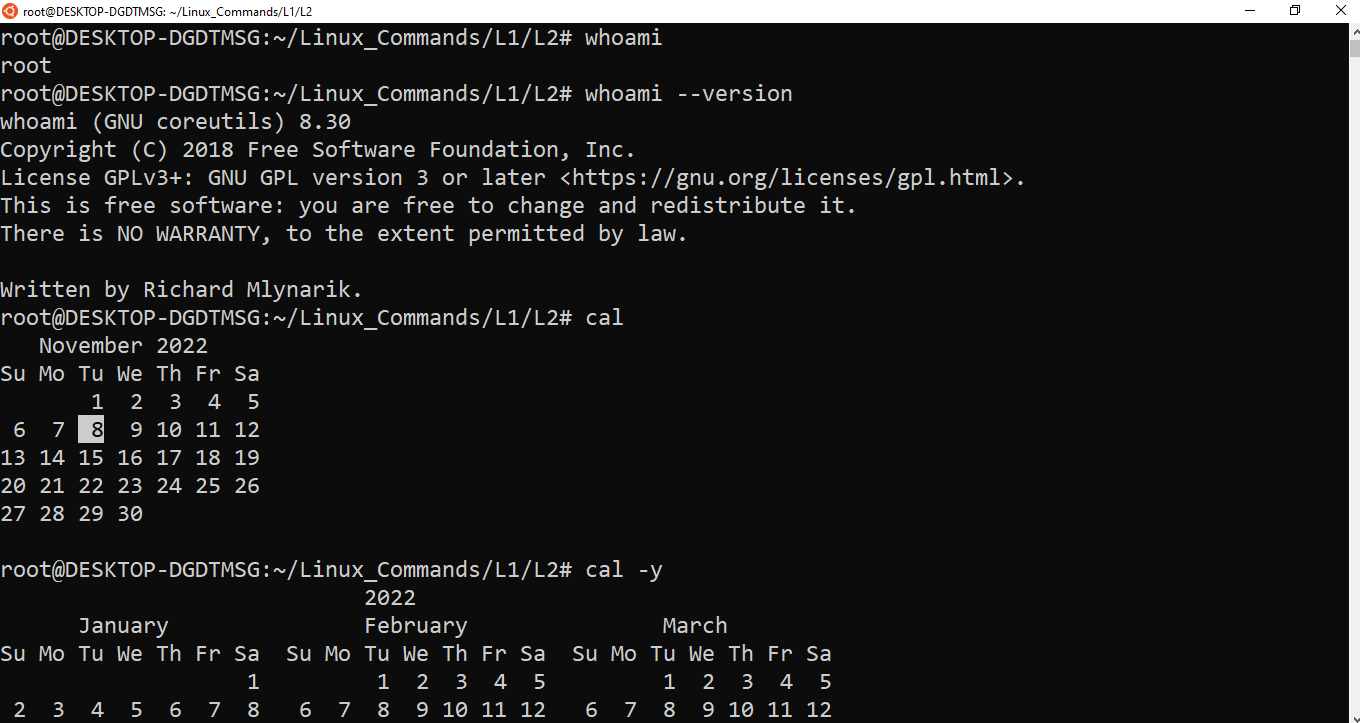 root@DESKTOP-DGDTMSG: ~/Linux_Commands/L1/L2
root@DESKTOP-DGDTMSG:~/Linux_Commands/L1/L2# whoami
root
root@DESKTOP-DGDTMSG:~/Linux_Commands/L1/L2# whoami --version
whoami (GNU coreutils) 8.30
Copyright (C) 2018 Free Software Foundation, Inc.
License GPLv3+: GNU GPL version 3 or later <https://gnu.org/licenses/gpl.html>.
This is free software: you are free to change and redistribute it.
There is NO WARRANTY, to the extent permitted by law.

Written by Richard Mlynarik.
root@DESKTOP-DGDTMSG:~/Linux_Commands/L1/L2# cal
   November 2022
Su Mo Tu We Th Fr Sa
       1  2  3  4  5
 6  7  8  9 10 11 12
13 14 15 16 17 18 19
20 21 22 23 24 25 26
27 28 29 30

root@DESKTOP-DGDTMSG:~/Linux_Commands/L1/L2# cal -y
                            2022
      January               February               March
Su Mo Tu We Th Fr Sa  Su Mo Tu We Th Fr Sa  Su Mo Tu We Th Fr Sa
                   1         1  2  3  4  5         1  2  3  4  5
 2  3  4  5  6  7  8   6  7  8  9 10 11 12   6  7  8  9 10 11 12